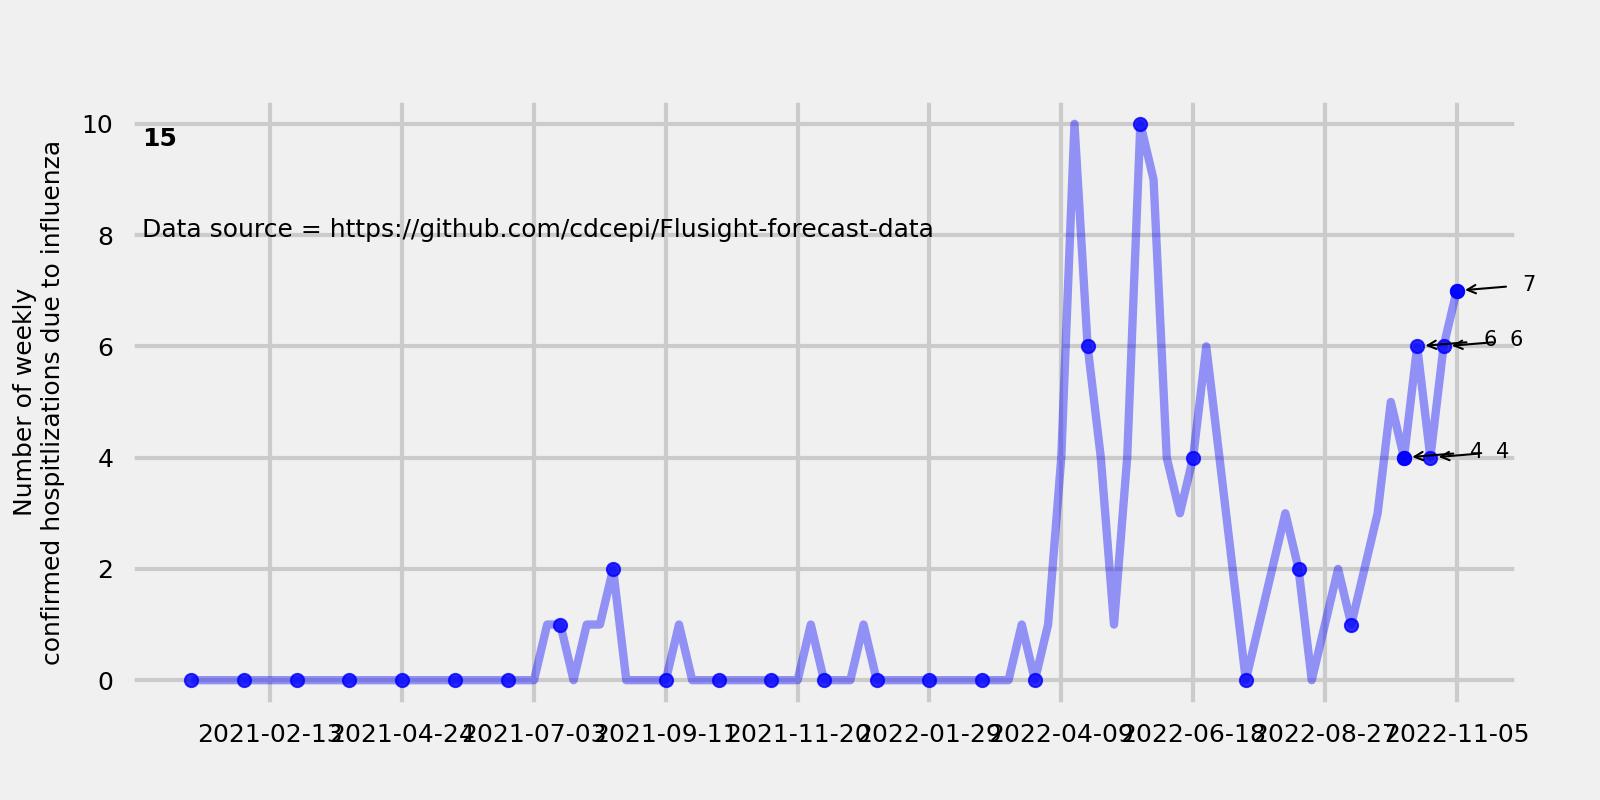 15
Data source = https://github.com/cdcepi/Flusight-forecast-data
Number of weekly
confirmed hospitilizations due to influenza
10
8
6
4
2
0
7
6 6
4 4
2021-02-13 2021-04-24 2021-07-03 2021-09-11 2021-11-20 2022-01-29 2022-04-09 2022-06-18 2022-08-27 2022-11-05